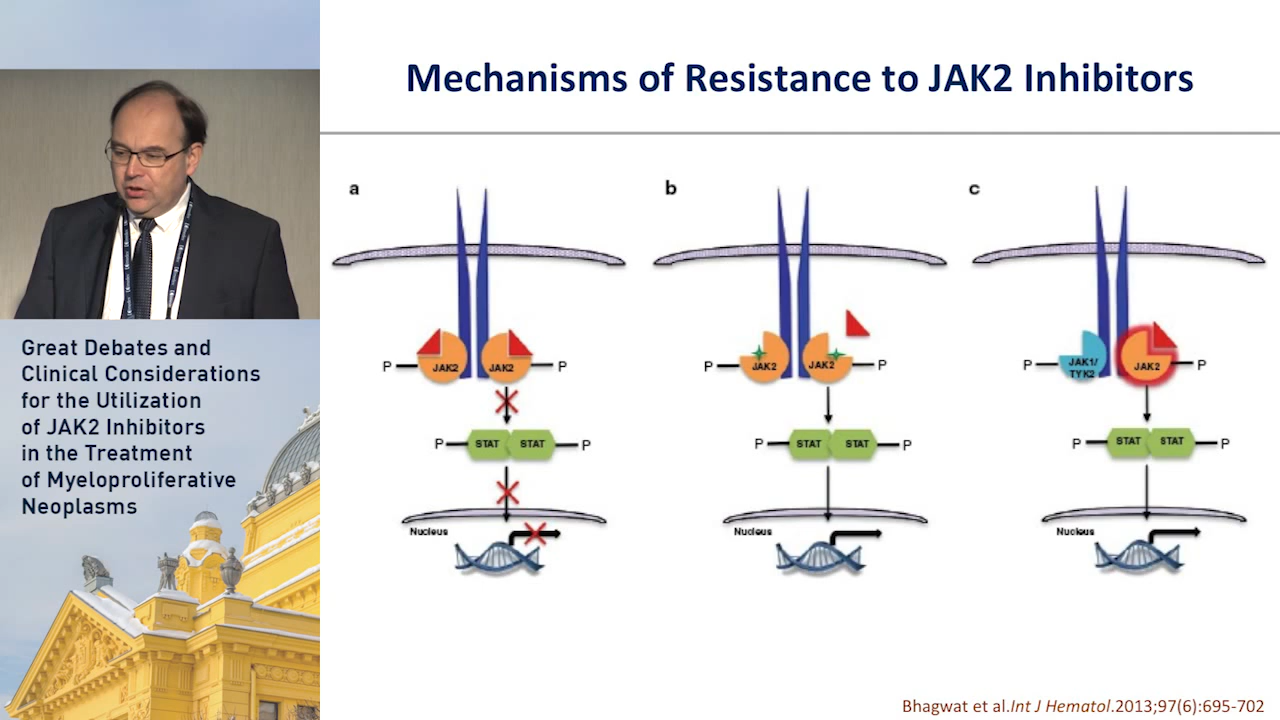 Mechanisms of Resistance to JAK2 Inhibitors
a
b
c
P
JAK2
JAK2
P
P
JAK2
JAK2
P
P
JAK1/
TYK2
JAK2
P
P
STAT
STAT
P
P
STAT
STAT
P
P
STAT
STAT
P
Nucleus
Nucleus
Nucleus
Great Debates and
Clinical Considerations
for the Utilization
of JAK2 Inhibitors
in the Treatment
of Myeloproliferative
Neoplasms
Bhagwat et al.Int J Hematol.2013;97(6):695-702